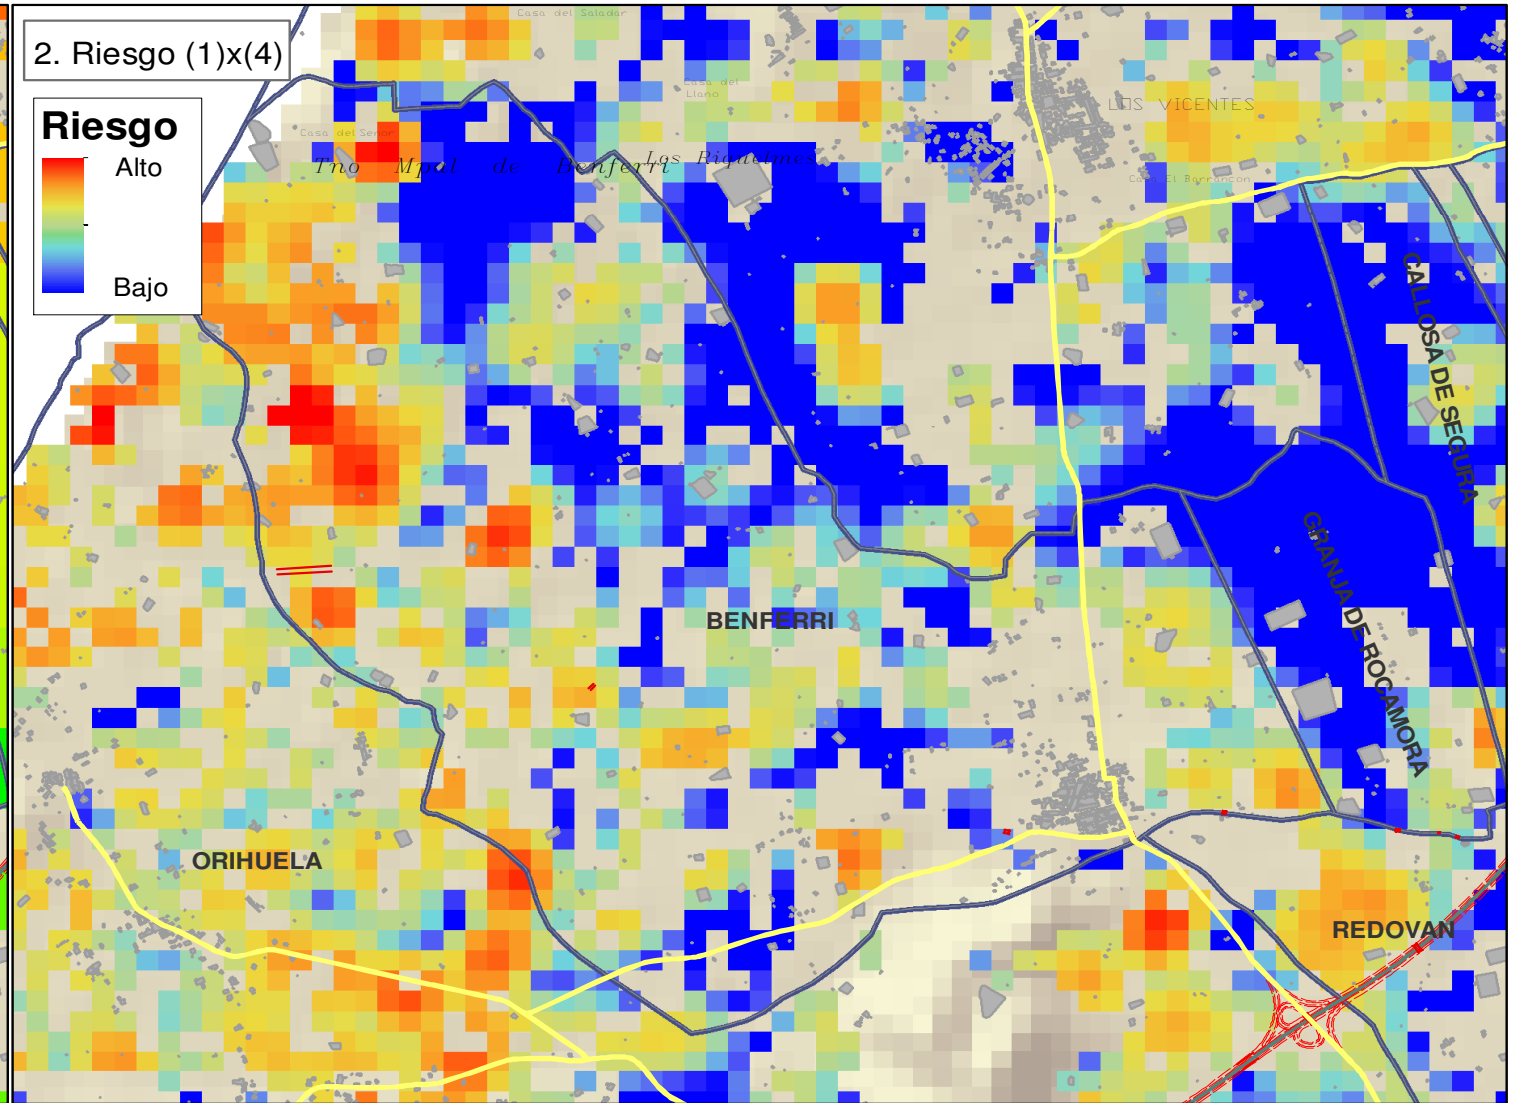 Casa del Salador
2. Riesgo (1)x(4)
Casa del
Llano
Riesgo
Alto
Bajo
LOS VICENTES
Casa del Señor
Tno Mpal de Benferri
Los Riquelmes
Casa El Barrancon
CALLOSA DE SEGURA
GRANJA DE ROCAMORA
BENFERRI
ORIHUELA
REDOVAN